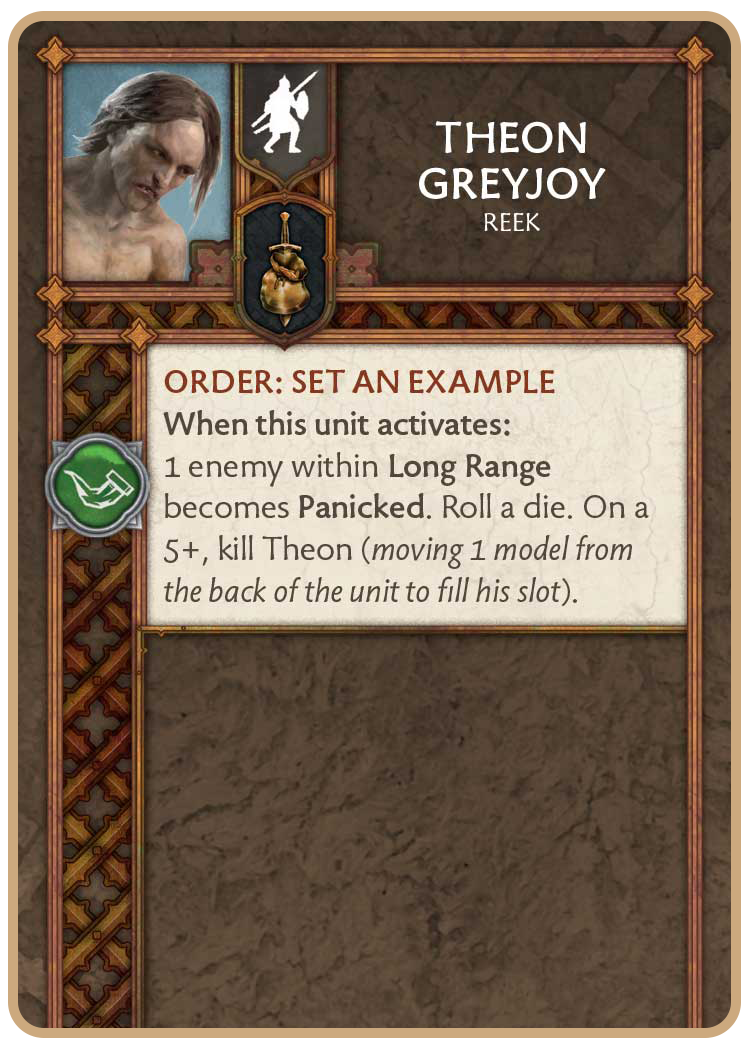 THEON
GREYJOY
REEK
ORDER: SET AN EXAMPLE
When this unit activates:
1 enemy within Long Range
becomes Panicked. Roll a die. On a
5+, kill Theon (moving 1 model from
the back of the unit to fill his slot).